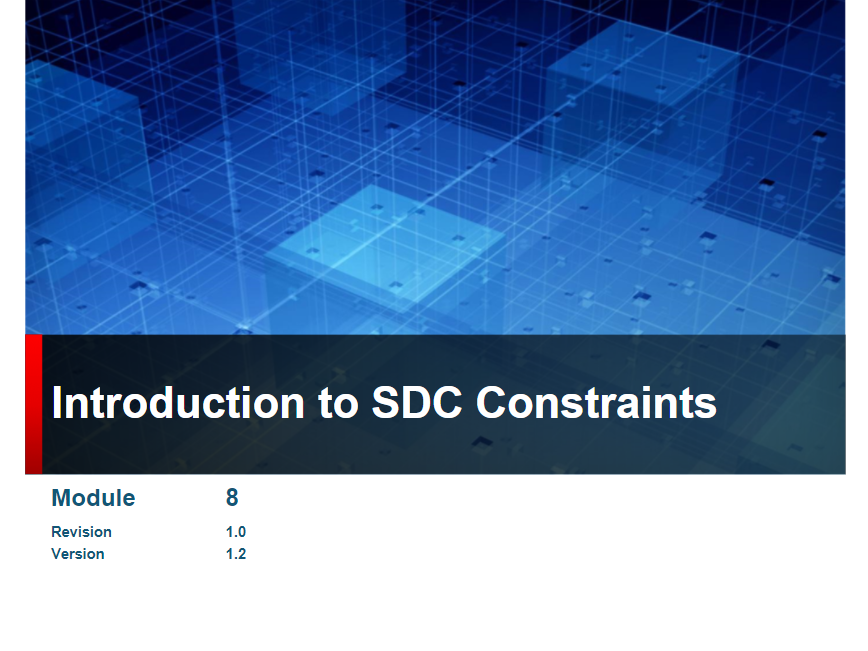 Introduction to SDC Constraints
Module 8
Revision 1.0
Version 1.2